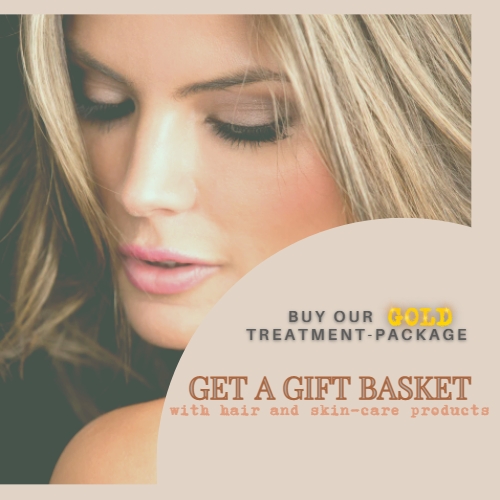 BUY OUR GOLD
TREATMENT-PACKAGE
GET A GIFT BASKET
with hair and skin-care products